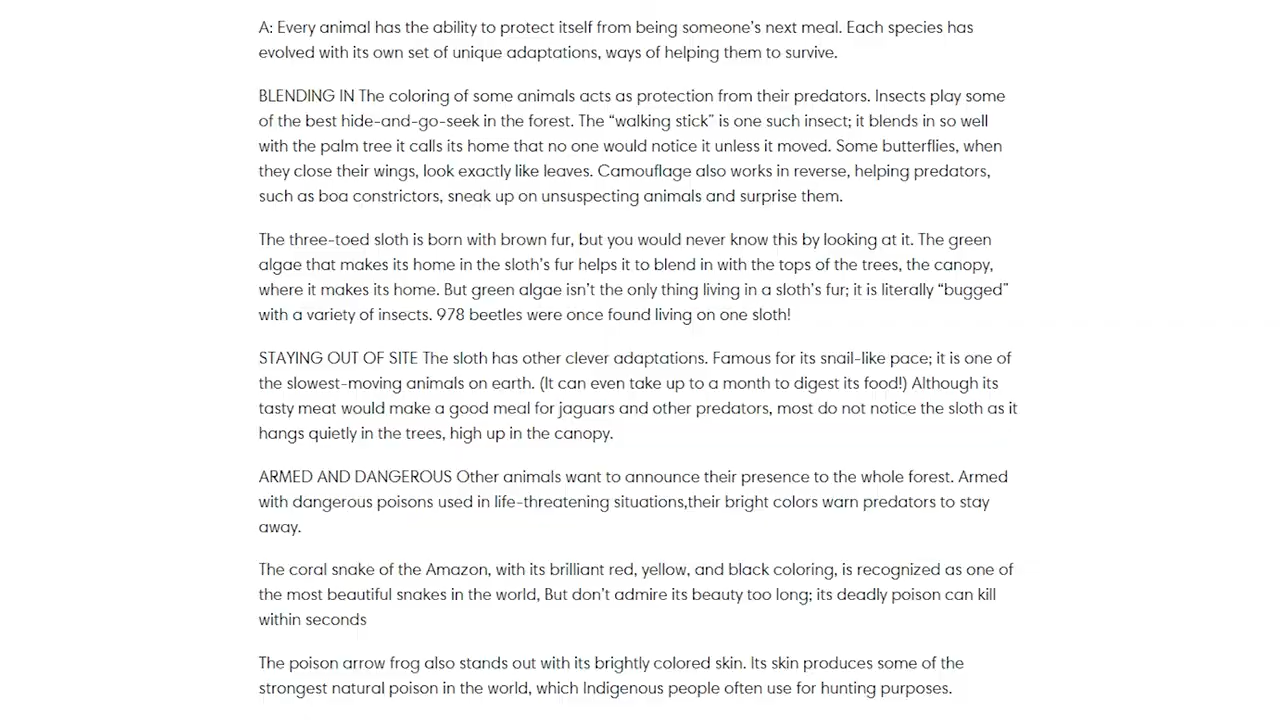 A: Every animal has the ability to protect itself from being someone's next meal. Each species has
evolved with its own set of unique adaptations, ways of helping them to survive.
BLENDING IN The coloring of some animals acts as protection from their predators. Insects play some
of the best hide-and-go-seek in the forest. The “walking stick” is one such insect; it blends in so well
with the palm tree it calls its home that no one would notice it unless it moved. Some butterflies, when
they close their wings, look exactly like leaves. Camouflage also works in reverse, helping predators,
such as boa constrictors, sneak up on unsuspecting animals and surprise them.
The three-toed sloth is born with brown fur, but you would never know this by looking at it. The green
algae that makes its home in the sloth's fur helps it to blend in with the tops of the trees, the canopy,
where it makes its home. But green algae isn't the only thing living in a sloth's fur; it is literally “bugged”
with a variety of insects. 978 beetles were once found living on one sloth!
STAYING OUT OF SITE The sloth has other clever adaptations. Famous for its snail-like pace; it is one of
the slowest-moving animals on earth. (It can even take up to a month to digest its food!) Although its
tasty meat would make a good meal for jaguars and other predators, most do not notice the sloth as it
hangs quietly in the trees, high up in the canopy.
ARMED AND DANGEROUS Other animals want to announce their presence to the whole forest. Armed
with dangerous poisons used in life-threatening situations,their bright colors warn predators to stay
away.
The coral snake of the Amazon, with its brilliant red, yellow, and black coloring, is recognized as one of
the most beautiful snakes in the world, But don't admire its beauty too long; its deadly poison can kill
within seconds
The poison arrow frog also stands out with its brightly colored skin. Its skin produces some of the
strongest natural poison in the world, which Indigenous people often use for hunting purposes.